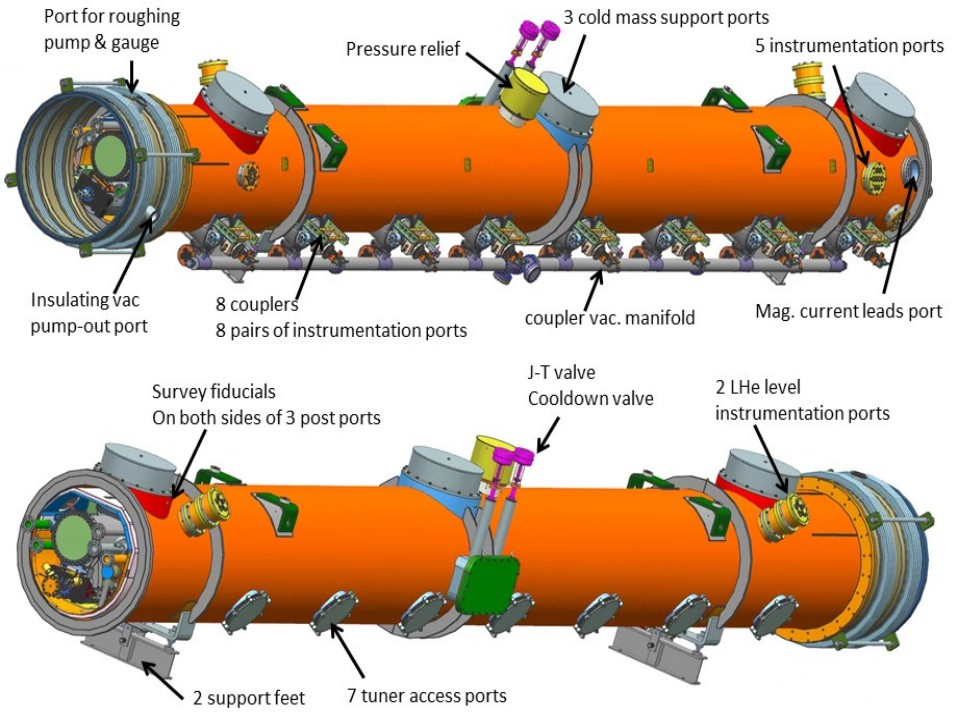 Port for roughing
pump & gauge
Pressure relief
3 cold mass support ports
5 instrumentation ports
Insulating vac
pump-out port
8 couplers
8 pairs of instrumentation ports
coupler vac. manifold
Mag. current leads port
Survey fiducials
On both sides of 3 post ports
J-T valve
Cooldown valve
2 LHe level
instrumentation ports
2 support feet
7 tuner access ports